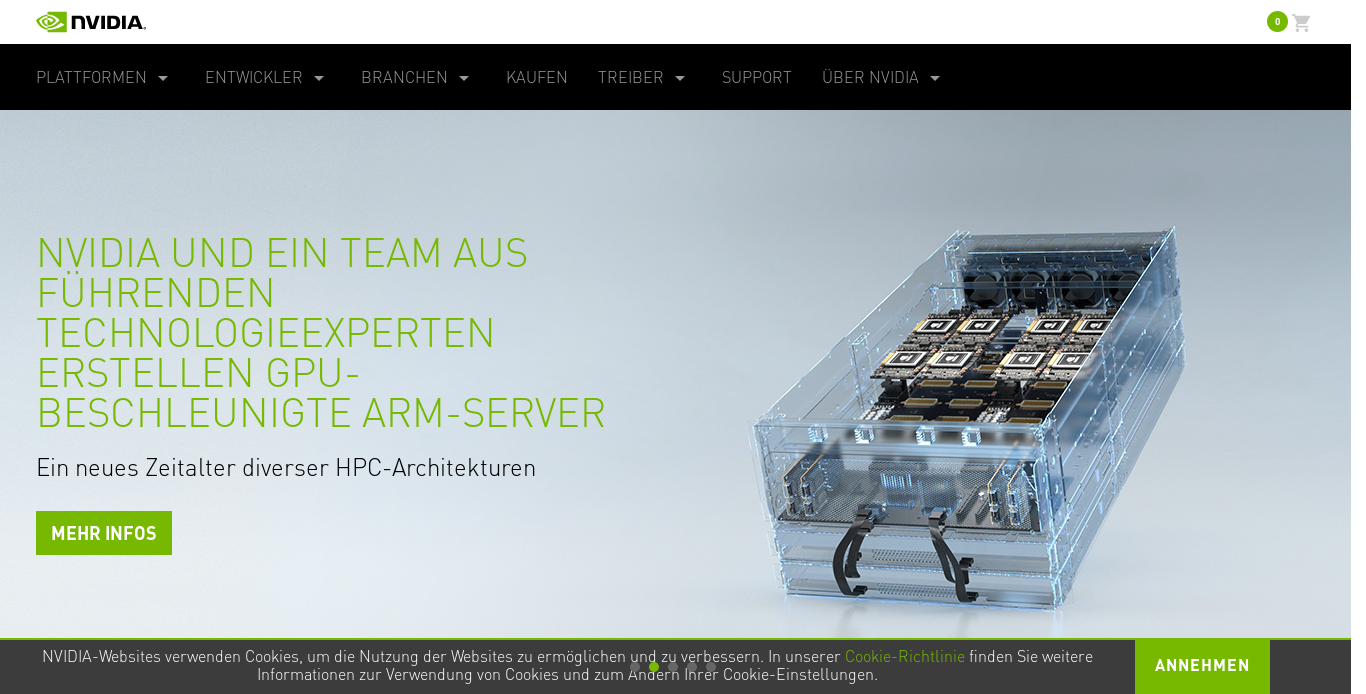 NVIDIA
0
PLATTFORMEN ENTWICKLER BRANCHEN KAUFEN TREIBER SUPPORT ÜBER NVIDIA
NVIDIA UND EIN TEAM AUS
FÜHRENDEN
TECHNOLOGIEEXPERTEN
ERSTELLEN GPU-
BESCHLEUNIGTE ARM-SERVER
Ein neues Zeitalter diverser HPC-Architekturen
MEHR INFOS
NVIDIA-Websites verwenden Cookies, um die Nutzung der Websites zu ermöglichen und zu verbessern. In unserer Cookie-Richtlinie finden Sie weitere
Informationen zur Verwendung von Cookies und zum Ändern Ihrer Cookie-Einstellungen.
ANNEHMEN